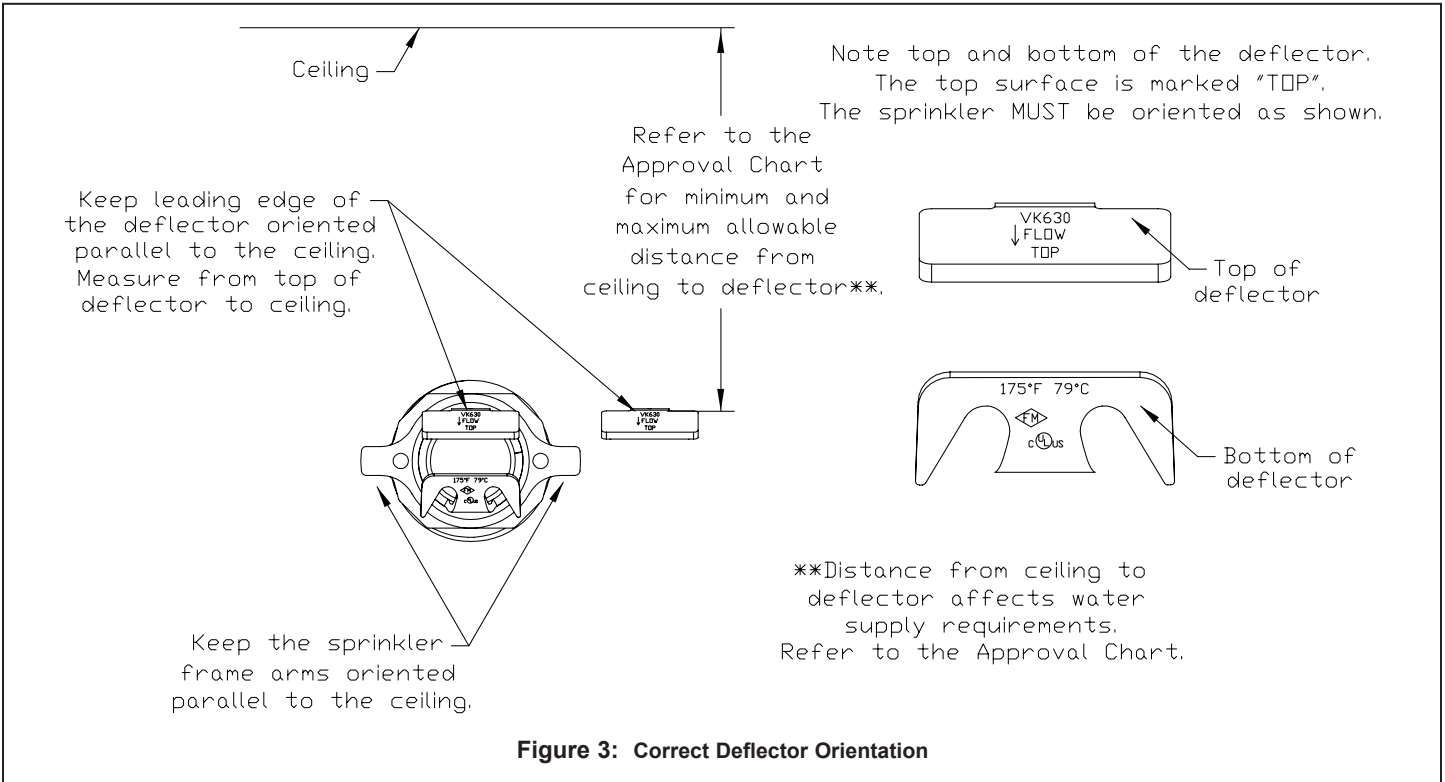 Ceiling
Note top and bottom of the deflector.
The top surface is marked "TOP".
The sprinkler MUST be oriented as shown.
Refer to the
Approval Chart
for minimum and
maximum allowable
distance from
ceiling to deflector**.
Keep leading edge of
the deflector oriented
parallel to the ceiling.
Measure from top of
deflector to ceiling.
VK630
↓FLOW
TOP
Top of
deflector
VK630
↓FLOW
TOP
175°F 79°C
FM
cULus
VK630
↓FLOW
TOP
175°F 79°C
FM
cULus
Bottom of
deflector
**Distance from ceiling to
deflector affects water
supply requirements.
Refer to the Approval Chart.
Keep the sprinkler
frame arms oriented
parallel to the ceiling.
Figure 3: Correct Deflector Orientation